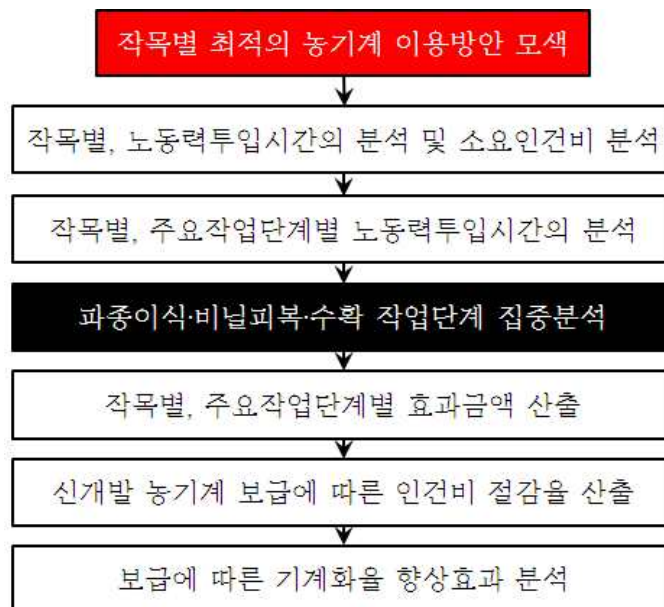 작목별 최적의 농기계 이용방안 모색
작목별, 노동력투입시간의 분석 및 소요인건비 분석
작목별, 주요작업단계별 노동력투입시간의 분석
파종이식·비닐피복·수확 작업단계 집중분석
작목별, 주요작업단계별 효과금액 산출
신개발 농기계 보급에 따른 인건비 절감율 산출
보급에 따른 기계화율 향상효과 분석